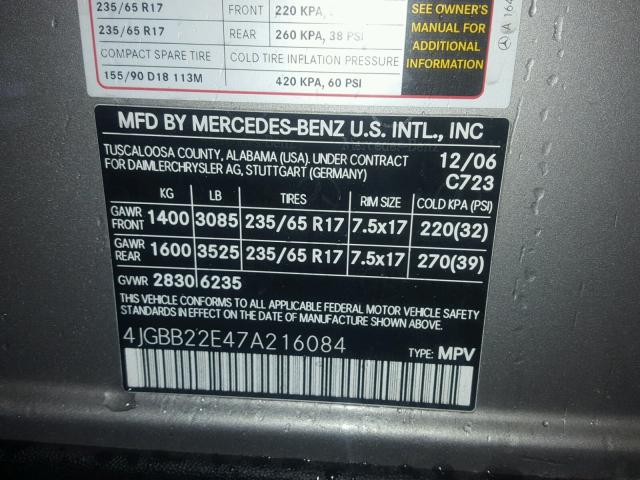 235/65 R17 FRONT 220 KPA,
235/65 R17 REAR 260 KPA, 38 PSI
COMPACT SPARE TIRE COLD TIRE INFLATION PRESSURE
155/90 D18 113M 420 KPA, 60 PSI
SEE OWNER'S
MANUAL FOR
ADDITIONAL
INFORMATION
A 164
MFD BY MERCEDES-BENZ U.S. INTL., INC
TUSCALOOSA COUNTY, ALABAMA (USA). UNDER CONTRACT
FOR DAIMLERCHRYSLER AG, STUTTGART (GERMANY)
12/06
C723
KG LB TIRES RIM SIZE COLD KPA (PSI)
GAWR FRONT 1400 3085 235/65 R17 7.5x17 220(32)
GAWR REAR 1600 3525 235/65 R17 7.5x17 270(39)
GVWR 2830 6235
THIS VEHICLE CONFORMS TO ALL APPLICABLE FEDERAL MOTOR VEHICLE SAFETY
STANDARDS IN EFFECT ON THE DATE OF MANUFACTURE SHOWN ABOVE.
4JGBB22E47A216084 TYPE: MPV